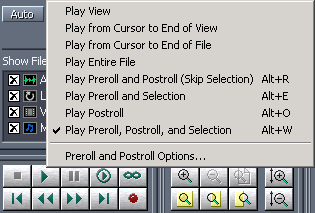 Auto
Play View
Play from Cursor to End of View
Play from Cursor to End of File
Play Entire File
Play Preroll and Postroll (Skip Selection) Alt+R
Play Preroll and Selection Alt+E
Play Postroll Alt+O
Play Preroll, Postroll, and Selection Alt+W
Preroll and Postroll Options...
Show File